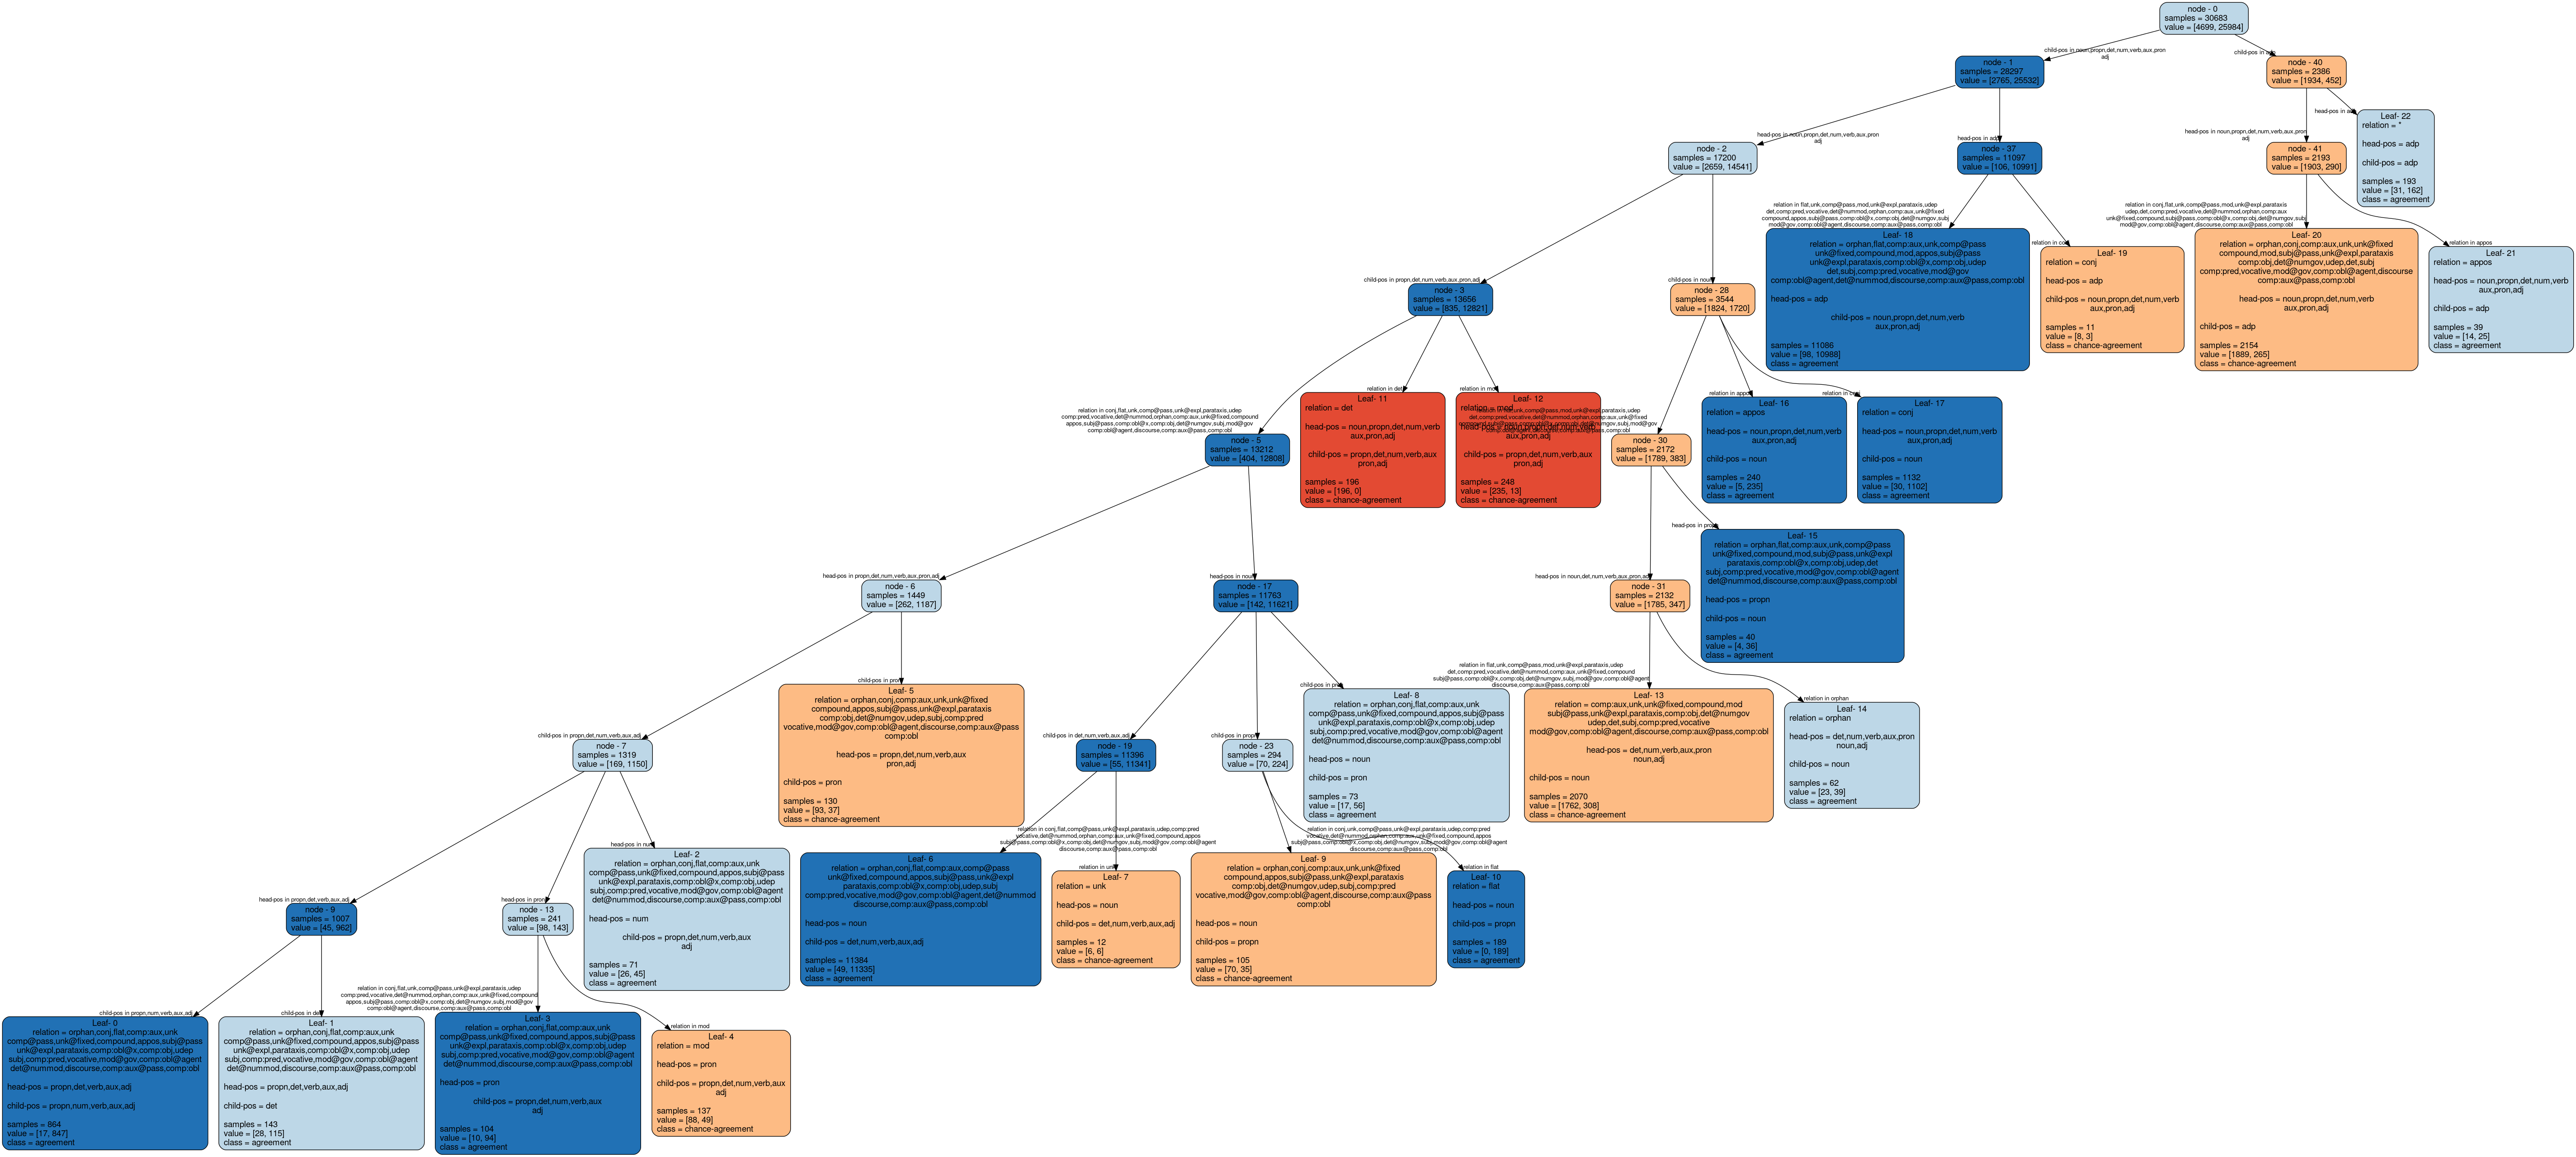 node - 0
samples = 30683
value = [4699, 25984]
child-pos in noun,propn,det,num,verb,aux,pron
adj
child-pos in adp
node - 1
samples = 28297
value = [2765, 25532]
node - 40
samples = 2386
value = [1934, 452]
head-pos in noun,propn,det,num,verb,aux,pron
adj
head-pos in adp
head-pos in noun,propn,det,num,verb,aux,pron
adj
head-pos in adp
node - 2
samples = 17200
value = [2659, 14541]
node - 37
samples = 11097
value = [106, 10991]
node - 41
samples = 2193
value = [1903, 290]
Leaf- 22
relation = *
head-pos = adp
child-pos = adp
samples = 193
value = [31, 162]
class = agreement
child-pos in propn,det,num,verb,aux,pron,adj
child-pos in noun
relation in flat,unk,comp@pass,mod,unk@expl,parataxis,udep
det,comp:pred,vocative,det@nummod,orphan,comp:aux,unk@fixed
compound,appos,subj@pass,comp:obl@x,comp:obj,det@numgov,subj
mod@gov,comp:obl@agent,discourse,comp:aux@pass,comp:obl
relation in conj
relation in conj,flat,unk,comp@pass,mod,unk@expl,parataxis
udep,det,comp:pred,vocative,det@nummod,orphan,comp:aux
unk@fixed,compound,subj@pass,comp:obl@x,comp:obj,det@numgov,subj
mod@gov,comp:obl@agent,discourse,comp:aux@pass,comp:obl
relation in appos
node - 3
samples = 13656
value = [835, 12821]
node - 28
samples = 3544
value = [1824, 1720]
Leaf- 18
relation = orphan,flat,comp:aux,unk,comp@pass
unk@fixed,compound,mod,appos,subj@pass
unk@expl,parataxis,comp:obl@x,comp:obj,udep
det,subj,comp:pred,vocative,mod@gov
comp:obl@agent,det@nummod,discourse,comp:aux@pass,comp:obl
head-pos = adp
child-pos = noun,propn,det,num,verb
aux,pron,adj
samples = 11086
value = [98, 10988]
class = agreement
Leaf- 19
relation = conj
head-pos = adp
child-pos = noun,propn,det,num,verb
aux,pron,adj
samples = 11
value = [8, 3]
class = chance-agreement
Leaf- 20
relation = orphan,conj,comp:aux,unk,unk@fixed
compound,mod,subj@pass,unk@expl,parataxis
comp:obj,det@numgov,udep,det,subj
comp:pred,vocative,mod@gov,comp:obl@agent,discourse
comp:aux@pass,comp:obl
head-pos = noun,propn,det,num,verb
aux,pron,adj
child-pos = adp
samples = 2154
value = [1889, 265]
class = chance-agreement
Leaf- 21
relation = appos
head-pos = noun,propn,det,num,verb
aux,pron,adj
child-pos = adp
samples = 39
value = [14, 25]
class = agreement
relation in conj,flat,unk,comp@pass,unk@expl,parataxis,udep
comp:pred,vocative,det@nummod,orphan,comp:aux,unk@fixed,compound
appos,subj@pass,comp:obl@x,comp:obj,det@numgov,subj,mod@gov
comp:obl@agent,discourse,comp:aux@pass,comp:obl
relation in det
relation in mod
relation in appos
relation in conj
node - 5
samples = 13212
value = [404, 12808]
Leaf- 11
relation = det
head-pos = noun,propn,det,num,verb
aux,pron,adj
child-pos = propn,det,num,verb,aux
pron,adj
samples = 196
value = [196, 0]
class = chance-agreement
Leaf- 12
relation = mod
head-pos = noun,propn,det,num,verb
aux,pron,adj
child-pos = propn,det,num,verb,aux
pron,adj
samples = 248
value = [235, 13]
class = chance-agreement
node - 30
samples = 2172
value = [1789, 383]
Leaf- 16
relation = appos
head-pos = noun,propn,det,num,verb
aux,pron,adj
child-pos = noun
samples = 240
value = [5, 235]
class = agreement
Leaf- 17
relation = conj
head-pos = noun,propn,det,num,verb
aux,pron,adj
child-pos = noun
samples = 1132
value = [30, 1102]
class = agreement
head-pos in propn,det,num,verb,aux,pron,adj
head-pos in noun
head-pos in noun,det,num,verb,aux,pron,adj
head-pos in propn
node - 6
samples = 1449
value = [262, 1187]
node - 17
samples = 11763
value = [142, 11621]
node - 31
samples = 2132
value = [1785, 347]
Leaf- 15
relation = orphan,flat,comp:aux,unk,comp@pass
unk@fixed,compound,mod,subj@pass,unk@expl
parataxis,comp:obl@x,comp:obj,udep,det
subj,comp:pred,vocative,mod@gov,comp:obl@agent
det@nummod,discourse,comp:aux@pass,comp:obl
head-pos = propn
child-pos = noun
samples = 40
value = [4, 36]
class = agreement
child-pos in propn,det,num,verb,aux,adj
child-pos in pron
child-pos in det,num,verb,aux,adj
child-pos in propn
child-pos in pron
relation in flat,unk,comp@pass,mod,unk@expl,parataxis,udep
det,comp:pred,vocative,det@nummod,comp:aux,unk@fixed,compound
subj@pass,comp:obl@x,comp:obj,det@numgov,subj,mod@gov,comp:obl@agent
discourse,comp:aux@pass,comp:obl
relation in orphan
node - 7
samples = 1319
value = [169, 1150]
Leaf- 5
relation = orphan,conj,comp:aux,unk,unk@fixed
compound,appos,subj@pass,unk@expl,parataxis
comp:obj,det@numgov,udep,subj,comp:pred
vocative,mod@gov,comp:obl@agent,discourse,comp:aux@pass
comp:obl
head-pos = propn,det,num,verb,aux
pron,adj
child-pos = pron
samples = 130
value = [93, 37]
class = chance-agreement
node - 19
samples = 11396
value = [55, 11341]
node - 23
samples = 294
value = [70, 224]
Leaf- 8
relation = orphan,conj,flat,comp:aux,unk
comp@pass,unk@fixed,compound,appos,subj@pass
unk@expl,parataxis,comp:obl@x,comp:obj,udep
subj,comp:pred,vocative,mod@gov,comp:obl@agent
det@nummod,discourse,comp:aux@pass,comp:obl
head-pos = noun
child-pos = pron
samples = 73
value = [17, 56]
class = agreement
Leaf- 13
relation = comp:aux,unk,unk@fixed,compound,mod
subj@pass,unk@expl,parataxis,comp:obj,det@numgov
udep,det,subj,comp:pred,vocative
mod@gov,comp:obl@agent,discourse,comp:aux@pass,comp:obl
head-pos = det,num,verb,aux,pron
noun,adj
child-pos = noun
samples = 2070
value = [1762, 308]
class = chance-agreement
Leaf- 14
relation = orphan
head-pos = det,num,verb,aux,pron
noun,adj
child-pos = noun
samples = 62
value = [23, 39]
class = agreement
head-pos in propn,det,verb,aux,adj
head-pos in pron
head-pos in num
relation in conj,flat,comp@pass,unk@expl,parataxis,udep,comp:pred
vocative,det@nummod,orphan,comp:aux,unk@fixed,compound,appos
subj@pass,comp:obl@x,comp:obj,det@numgov,subj,mod@gov,comp:obl@agent
discourse,comp:aux@pass,comp:obl
relation in unk
relation in conj,unk,comp@pass,unk@expl,parataxis,udep,comp:pred
vocative,det@nummod,orphan,comp:aux,unk@fixed,compound,appos
subj@pass,comp:obl@x,comp:obj,det@numgov,subj,mod@gov,comp:obl@agent
discourse,comp:aux@pass,comp:obl
relation in flat
node - 9
samples = 1007
value = [45, 962]
node - 13
samples = 241
value = [98, 143]
Leaf- 2
relation = orphan,conj,flat,comp:aux,unk
comp@pass,unk@fixed,compound,appos,subj@pass
unk@expl,parataxis,comp:obl@x,comp:obj,udep
subj,comp:pred,vocative,mod@gov,comp:obl@agent
det@nummod,discourse,comp:aux@pass,comp:obl
head-pos = num
child-pos = propn,det,num,verb,aux
adj
samples = 71
value = [26, 45]
class = agreement
Leaf- 6
relation = orphan,conj,flat,comp:aux,comp@pass
unk@fixed,compound,appos,subj@pass,unk@expl
parataxis,comp:obl@x,comp:obj,udep,subj
comp:pred,vocative,mod@gov,comp:obl@agent,det@nummod
discourse,comp:aux@pass,comp:obl
head-pos = noun
child-pos = det,num,verb,aux,adj
samples = 11384
value = [49, 11335]
class = agreement
Leaf- 7
relation = unk
head-pos = noun
child-pos = det,num,verb,aux,adj
samples = 12
value = [6, 6]
class = chance-agreement
Leaf- 9
relation = orphan,conj,comp:aux,unk,unk@fixed
compound,appos,subj@pass,unk@expl,parataxis
comp:obj,det@numgov,udep,subj,comp:pred
vocative,mod@gov,comp:obl@agent,discourse,comp:aux@pass
comp:obl
head-pos = noun
child-pos = propn
samples = 105
value = [70, 35]
class = chance-agreement
Leaf- 10
relation = flat
head-pos = noun
child-pos = propn
samples = 189
value = [0, 189]
class = agreement
child-pos in propn,num,verb,aux,adj
child-pos in det
relation in conj,flat,unk,comp@pass,unk@expl,parataxis,udep
comp:pred,vocative,det@nummod,orphan,comp:aux,unk@fixed,compound
appos,subj@pass,comp:obl@x,comp:obj,det@numgov,subj,mod@gov
comp:obl@agent,discourse,comp:aux@pass,comp:obl
relation in mod
Leaf- 0
relation = orphan,conj,flat,comp:aux,unk
comp@pass,unk@fixed,compound,appos,subj@pass
unk@expl,parataxis,comp:obl@x,comp:obj,udep
subj,comp:pred,vocative,mod@gov,comp:obl@agent
det@nummod,discourse,comp:aux@pass,comp:obl
head-pos = propn,det,verb,aux,adj
child-pos = propn,num,verb,aux,adj
samples = 864
value = [17, 847]
class = agreement
Leaf- 1
relation = orphan,conj,flat,comp:aux,unk
comp@pass,unk@fixed,compound,appos,subj@pass
unk@expl,parataxis,comp:obl@x,comp:obj,udep
subj,comp:pred,vocative,mod@gov,comp:obl@agent
det@nummod,discourse,comp:aux@pass,comp:obl
head-pos = propn,det,verb,aux,adj
child-pos = det
samples = 143
value = [28, 115]
class = agreement
Leaf- 3
relation = orphan,conj,flat,comp:aux,unk
comp@pass,unk@fixed,compound,appos,subj@pass
unk@expl,parataxis,comp:obl@x,comp:obj,udep
subj,comp:pred,vocative,mod@gov,comp:obl@agent
det@nummod,discourse,comp:aux@pass,comp:obl
head-pos = pron
child-pos = propn,det,num,verb,aux
adj
samples = 104
value = [10, 94]
class = agreement
Leaf- 4
relation = mod
head-pos = pron
child-pos = propn,det,num,verb,aux
adj
samples = 137
value = [88, 49]
class = chance-agreement